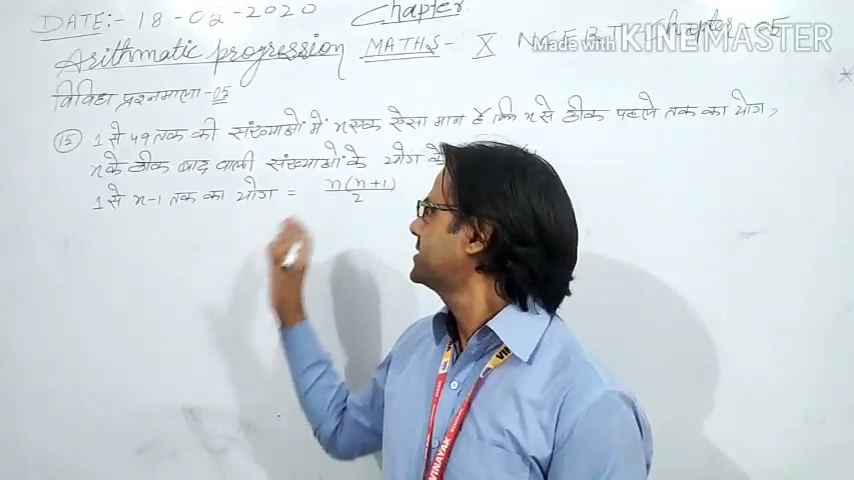 DATE:- 18-02-2020 Chapter
Arithmatic progression MATHS- X NCERT Chapter-05
Made with KINEMASTER
विविध प्रश्नमाला-05
15 1 से 49 तक की संख्याओं में x एक ऐसा मान है कि x से ठीक पहले तक का योग,
x के ठीक बाद वाली संख्याओं के योग के
1 से x-1 तक का योग = n(n+1)/2
VINAYAK